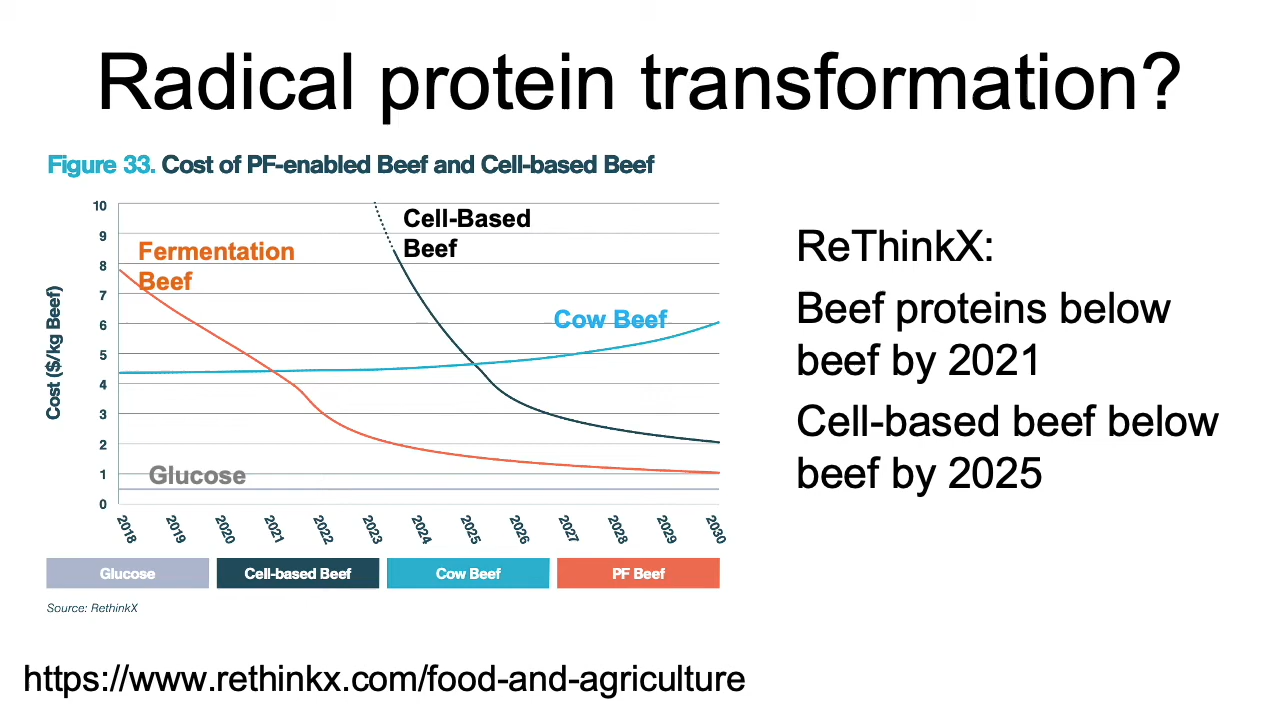 Radical protein transformation?
Figure 33. Cost of PF-enabled Beef and Cell-based Beef
Cost ($/kg Beef)
10
9
8
7
6
5
4
3
2
1
0
Fermentation
Beef
Cell-Based
Beef
Cow Beef
Glucose
2018
2019
2020
2021
2022
2023
2024
2025
2026
2027
2028
2029
2030
Glucose
Cell-based Beef
Cow Beef
PF Beef
Source: RethinkX
ReThinkX:
Beef proteins below
beef by 2021
Cell-based beef below
beef by 2025
https://www.rethinkx.com/food-and-agriculture